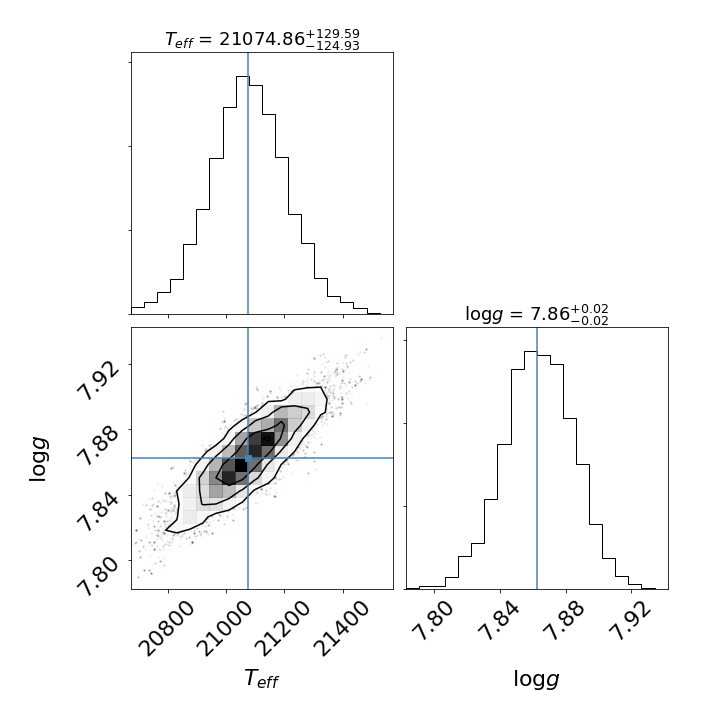 T_eff = 21074.86^{+129.59}_{-124.93}
logg = 7.86^{+0.02}_{-0.02}
7.92
7.88
7.84
7.80
logg
20800 21000 21200 21400
T_eff
7.80 7.84 7.88 7.92
logg